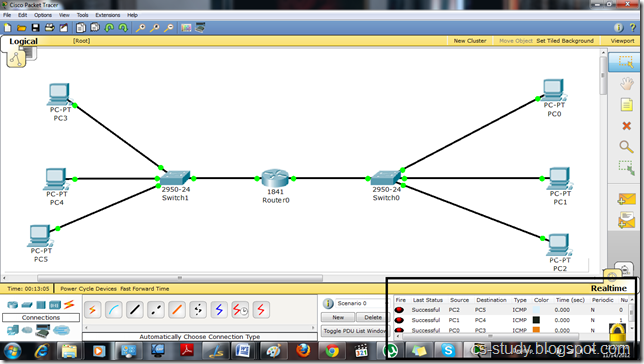 Cisco Packet Tracer
File Edit Options View Tools Extensions Help
Logical [Root] New Cluster Move Object Set Tiled Background Viewport
PC-PT
PC3
PC-PT
PC0
PC-PT
PC4
2950-24
Switch1
1841
Router0
2950-24
Switch0
PC-PT
PC1
PC-PT
PC5
PC-PT
PC2
Time: 00:13:05 Power Cycle Devices Fast Forward Time Realtime
Connections
Automatically Choose Connection Type
Scenario 0
New Delete
Toggle PDU List Window
Fire Last Status Source Destination Type Color Time (sec) Periodic Nu
Successful PC2 PC5 ICMP 0.000 N 0
Successful PC1 PC4 ICMP 0.000 N 1
Successful PC0 PC3 ICMP 0.000 N
cs-study.blogspot.com